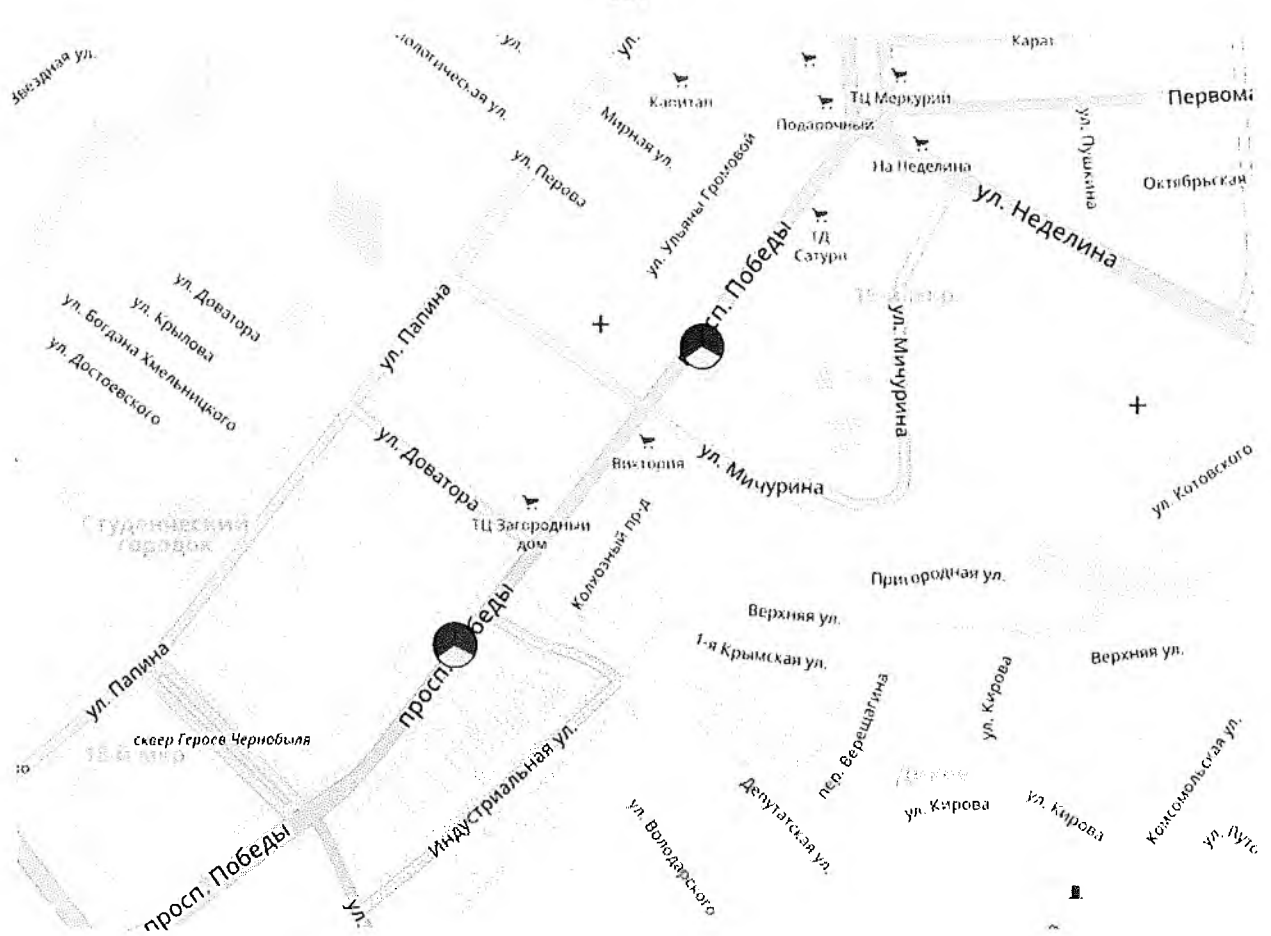 Звездная ул.
ул.
ул.
Капитан
Мирная ул.
ул. Перова
Карат
ТЦ Меркурий
Подарочный
Первома
ул. Пушкина
На Неделина
Октябрьская
ул. Неделина
ул. Ульяны Громовой
ТД
Сатурн
ул. Доватора
ул. Крылова
ул. Богдана Хмельницкого
ул. Достоевского
ул. Папина
ул. Мичурина
ул. Доватора
Виктория
ул. Мичурина
ул. Котовского
ТЦ Загородный
дом
Студенческий
городок
Колхозный пр-д
Пригородная ул.
Верхняя ул.
1-я Крымская ул.
Верхняя ул.
ул. Папина
просп.
беды
сквер Героев Чернобыля
пер. Верещагина
ул. Кирова
Индустриальная ул.
Депутатская ул.
ул. Кирова
ул. Кирова
Комсомольская ул.
ул. Володарского
просп. Победы
ул.